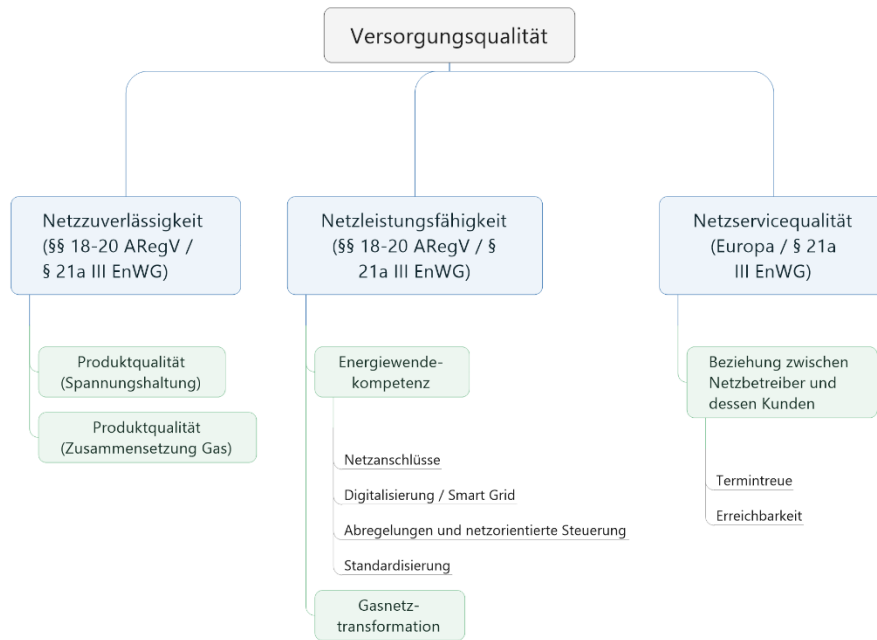 Versorgungsqualität
Netzzuverlässigkeit
(§§ 18-20 ARegV /
§ 21a III EnWG)
Produktqualität
(Spannungshaltung)
Produktqualität
(Zusammensetzung Gas)
Netzleistungsfähigkeit
(§§ 18-20 ARegV / §
21a III EnWG)
Energiewende-
kompetenz
Netzanschlüsse
Digitalisierung / Smart Grid
Abregelungen und netzorientierte Steuerung
Standardisierung
Gasnetz-
transformation
Netzservicequalität
(Europa / § 21a
III EnWG)
Beziehung zwischen
Netzbetreiber und
dessen Kunden
Termintreue
Erreichbarkeit